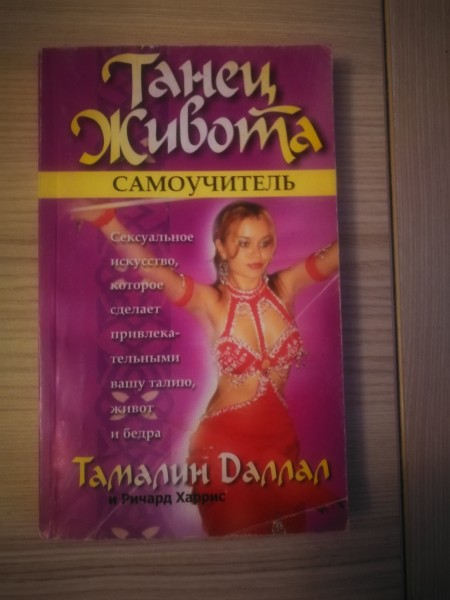 Танец
Живота
САМОУЧИТЕЛЬ
Сексуальное
искусство,
которое
сделает
привлека-
тельными
вашу талию,
живот
и бедра
Тамалин Даллал
и Ричард Харрис